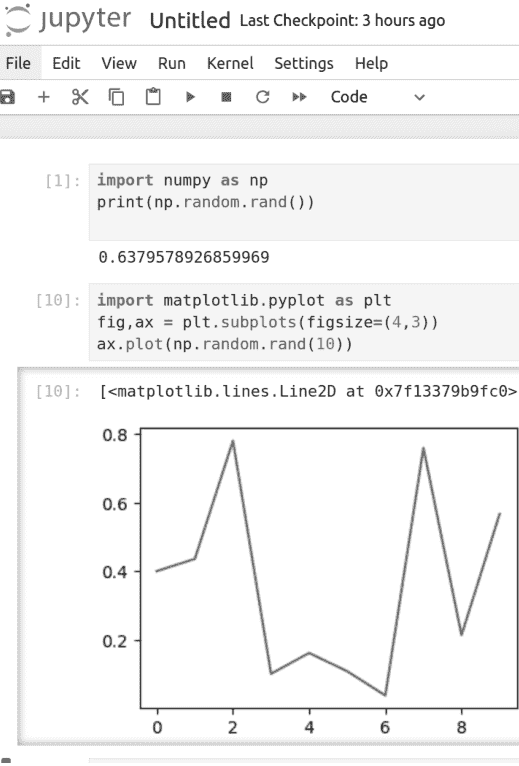 jupyter Untitled Last Checkpoint: 3 hours ago
File Edit View Run Kernel Settings Help
Code
[1]: import numpy as np
print(np.random.rand())
0.6379578926859969
[10]: import matplotlib.pyplot as plt
fig,ax = plt.subplots(figsize=(4,3))
ax.plot(np.random.rand(10))
[10]: [<matplotlib.lines.Line2D at 0x7f13379b9fc0>
0.8
0.6
0.4
0.2
0 2 4 6 8